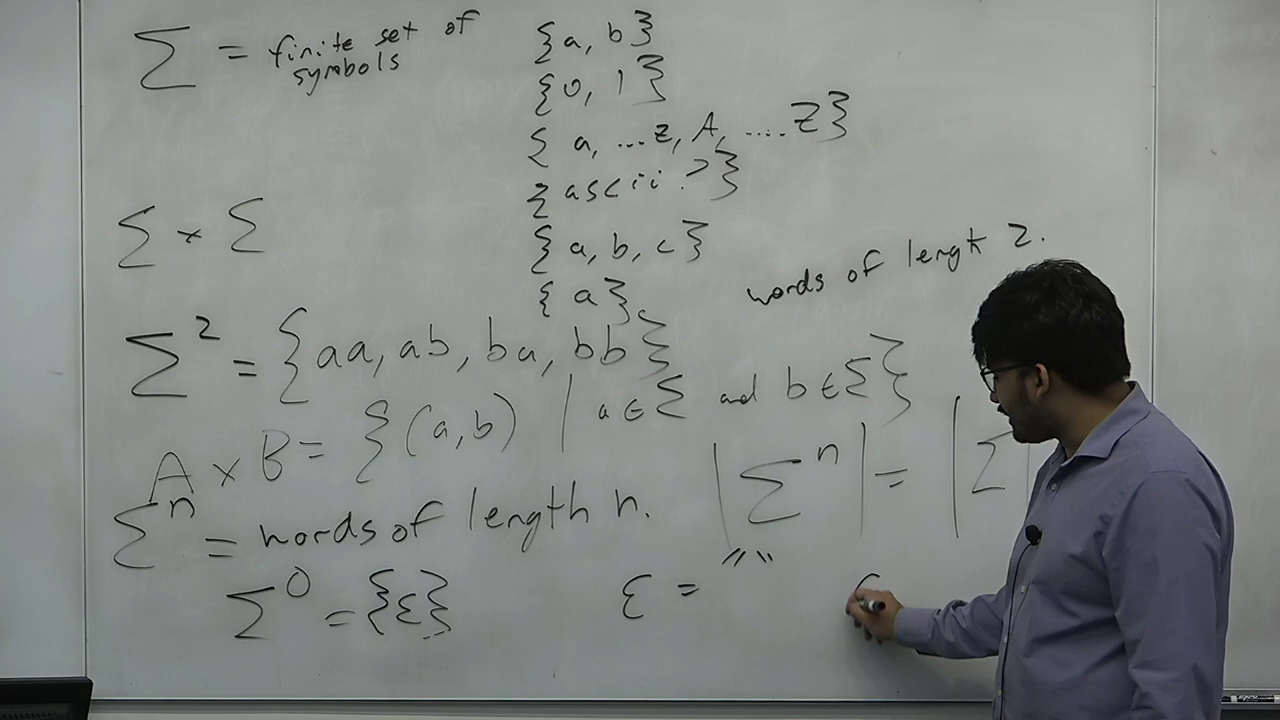 Σ = finite set of symbols
{a, b}
{0, 1}
{a, ...z, A, ....Z}
{ascii?}
{a, b, c}
{a}
Σ × Σ
words of length 2.
Σ² = {aa, ab, ba, bb}
A × B = {(a,b) | a ∈ Σ and b ∈ Σ}
Σⁿ = words of length n.
|Σⁿ| = |Σ
Σ⁰ = {ε}
ε = ""